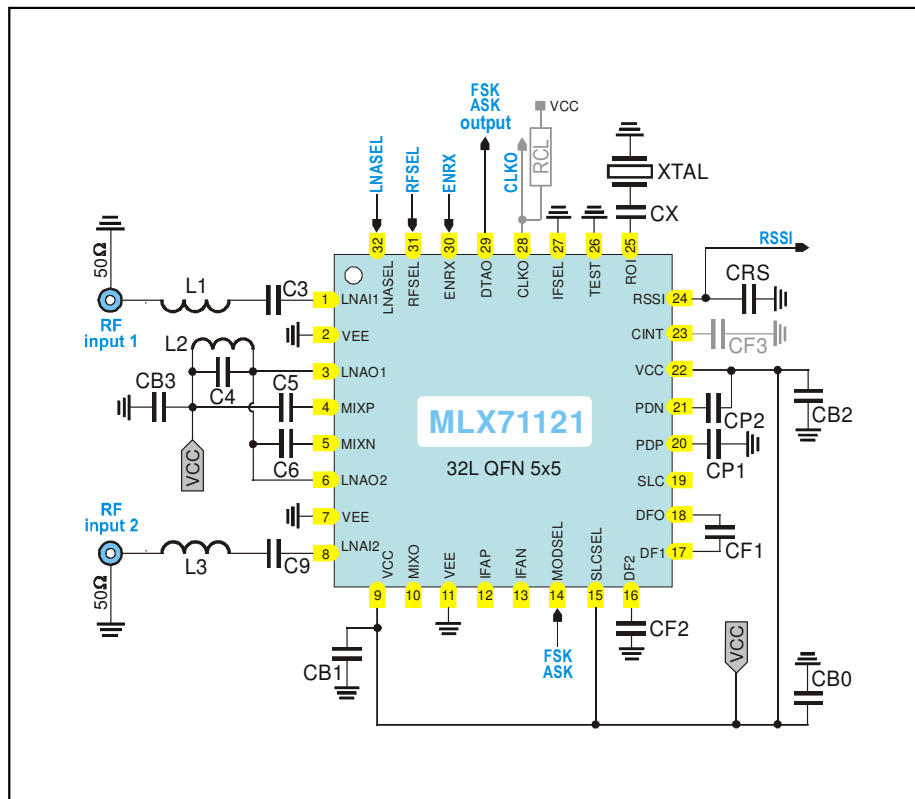 FSK
ASK
output
VCC
RCL
LNASEL
RFSEL
ENRX
CLKO
XTAL
CX
RSSI
32
31
30
29
28
27
26
25
LNASEL
RFSEL
ENRX
DTAO
CLKO
IFSEL
TEST
ROI
50Ω
RF
input 1
L1
C3
1 LNAI1
2 VEE
L2
C4
3 LNAO1
CB3
C5
4 MIXP
5 MIXN
C6
VCC
6 LNAO2
7 VEE
RF
input 2
50Ω
L3
C9
8 LNAI2
MLX71121
32L QFN 5x5
RSSI 24
CRS
CINT 23
CF3
VCC 22
PDN 21
CP2
CB2
PDP 20
CP1
SLC 19
DFO 18
CF1
DF1 17
VCC
MIXO
VEE
IFAP
IFAN
MODSEL
SLCSEL
DF2
9
10
11
12
13
14
15
16
CB1
FSK
ASK
CF2
VCC
CB0